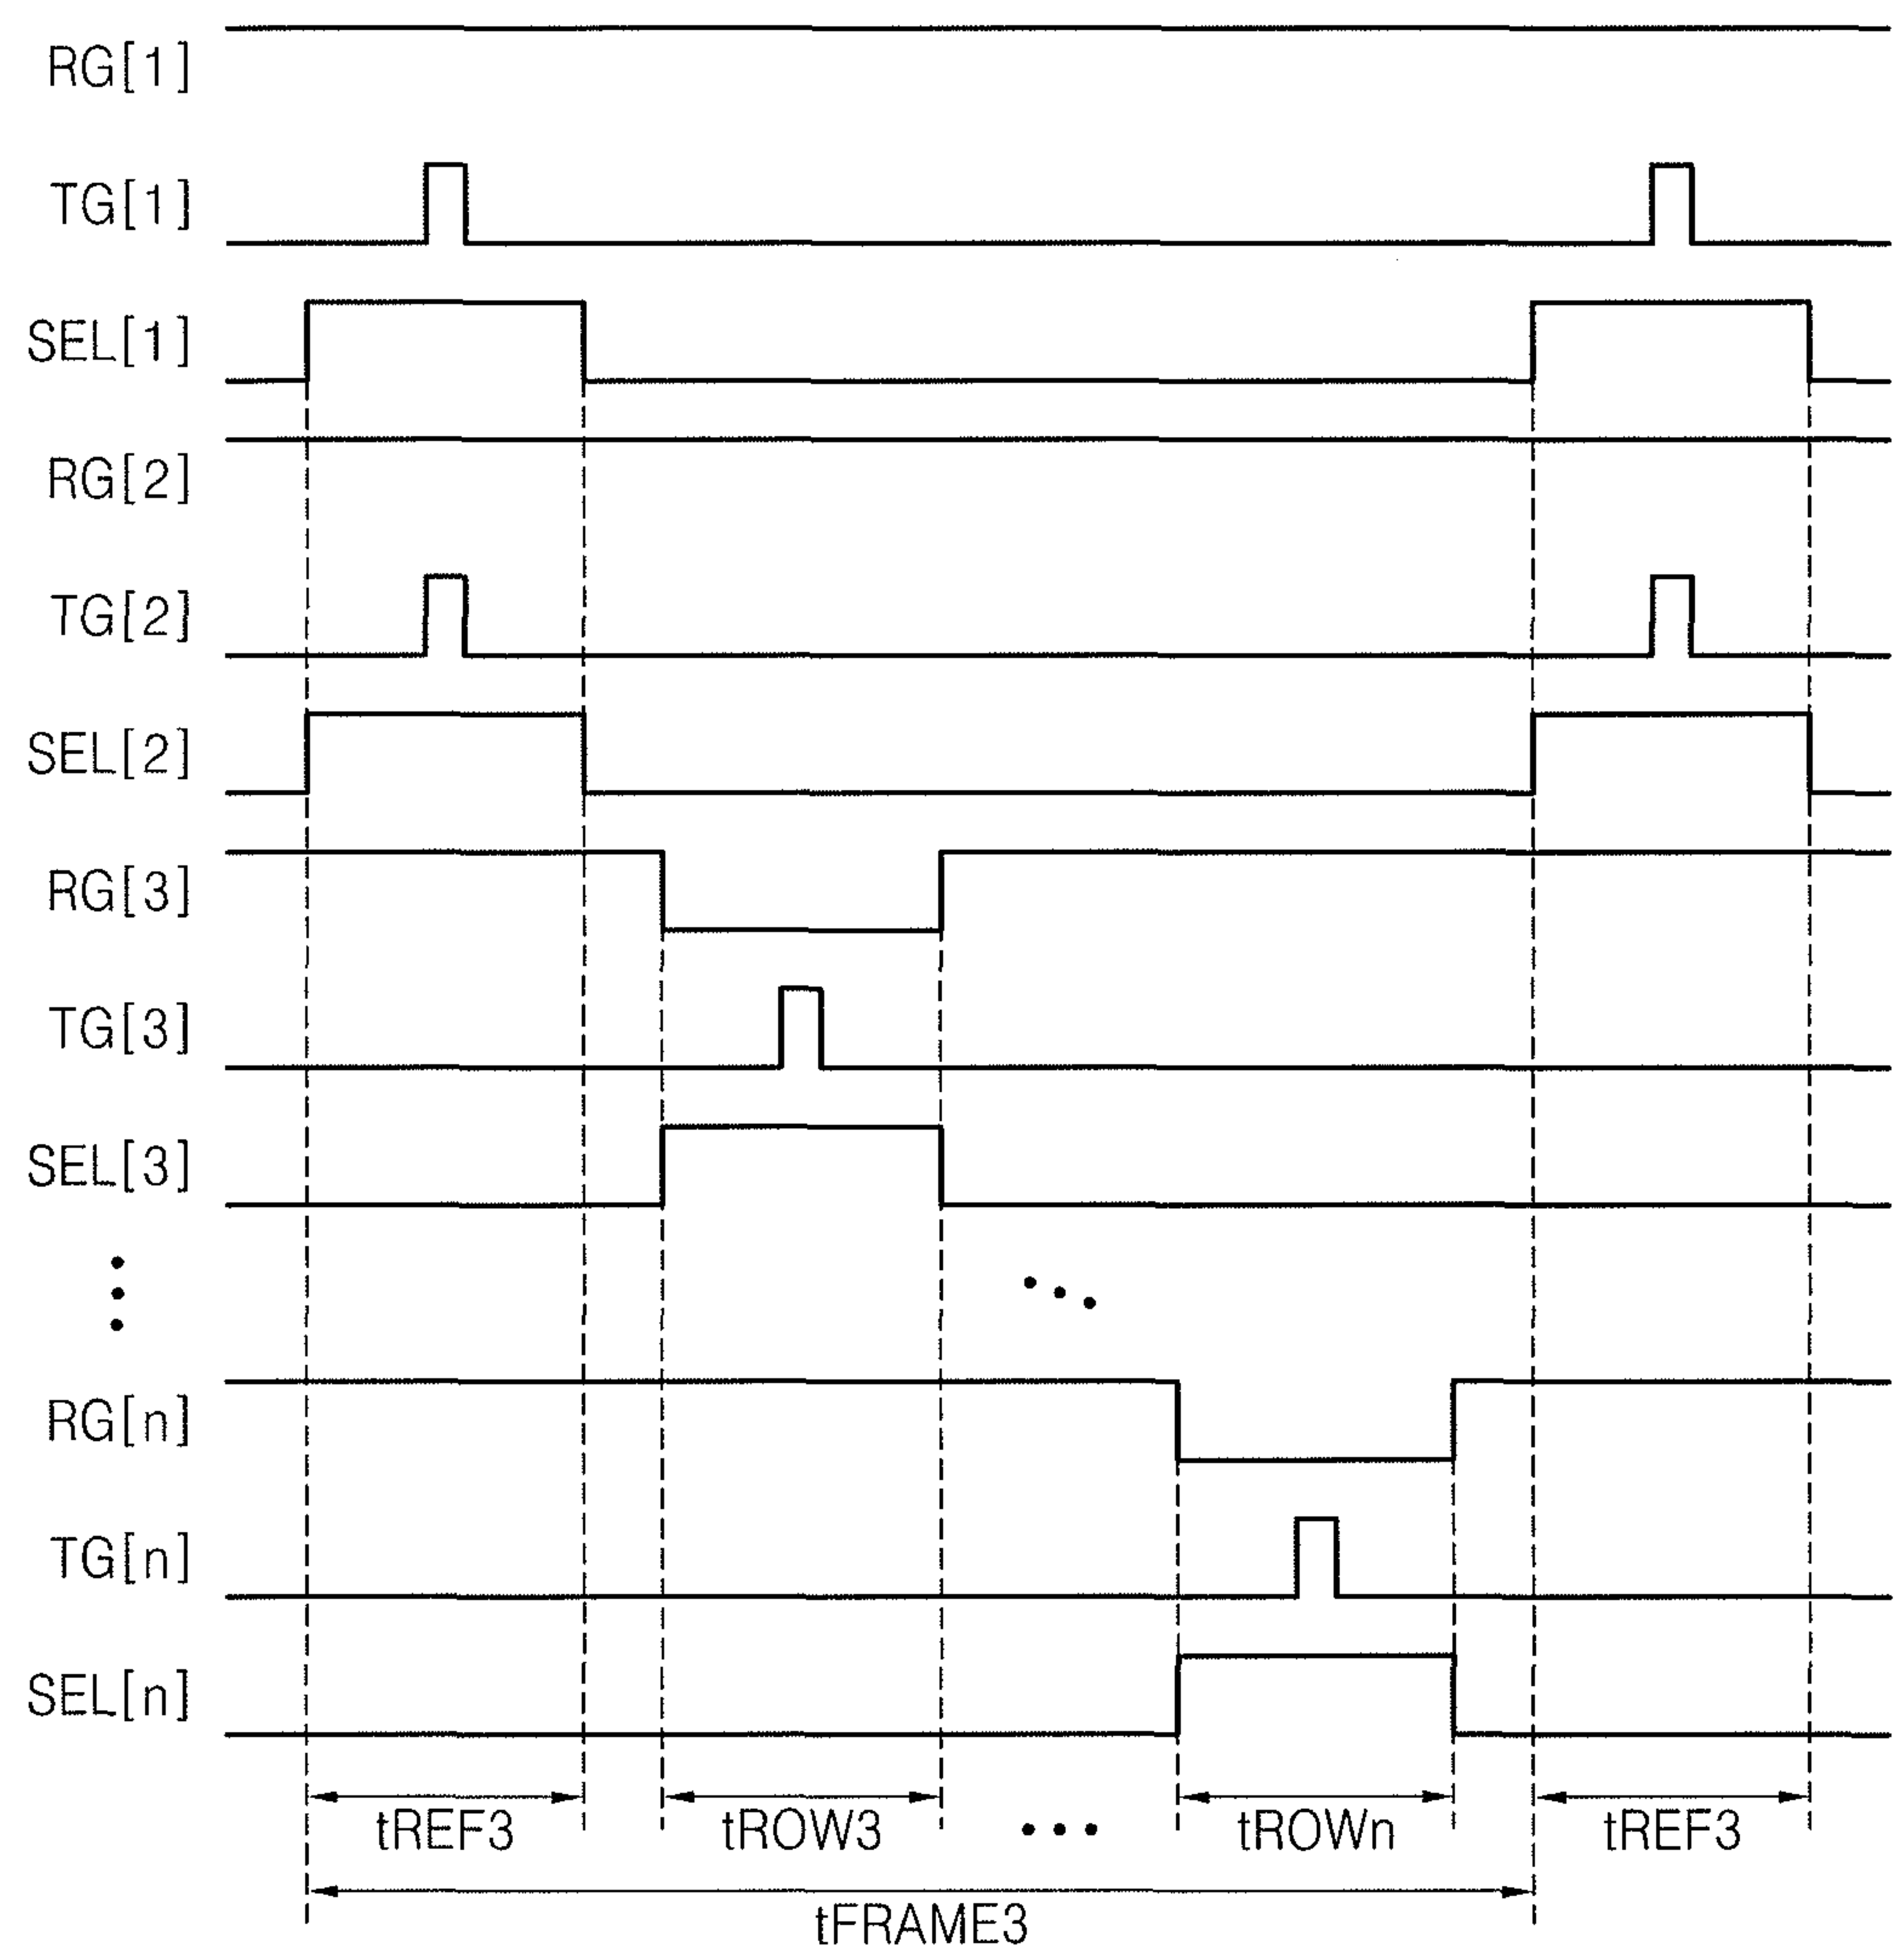 RG[1]
TG[1]
SEL[1]
RG[2]
TG[2]
SEL[2]
RG[3]
TG[3]
SEL[3]
RG[n]
TG[n]
SEL[n]
tREF3 tROW3 tROWn tREF3
tFRAME3